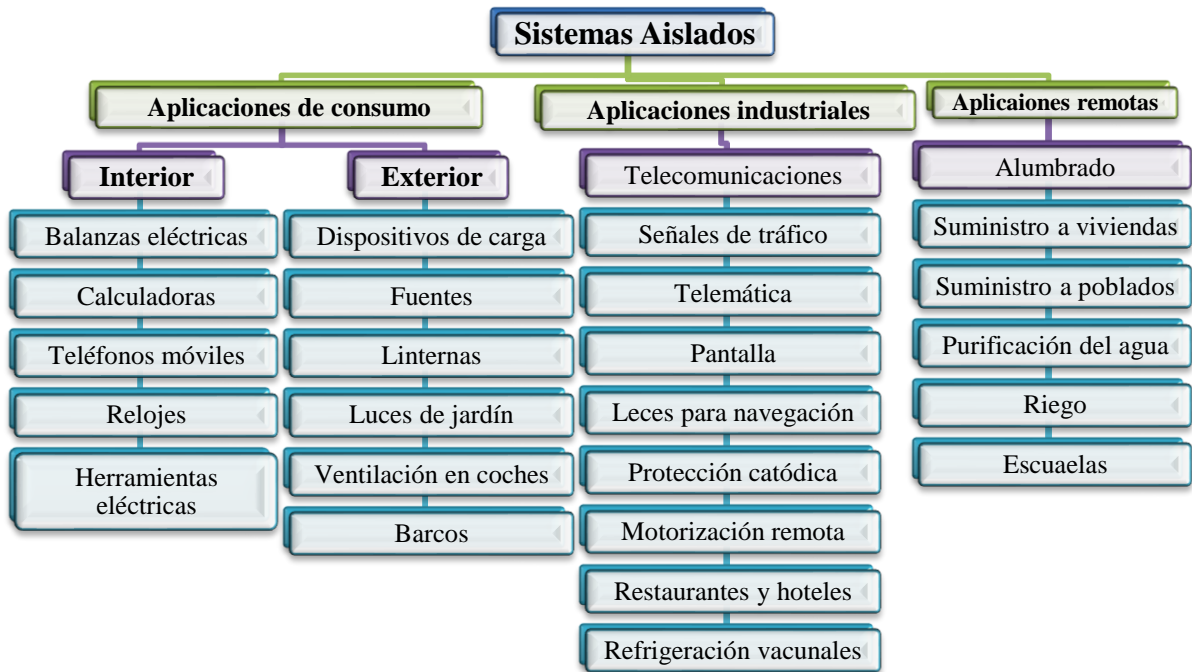 Sistemas Aislados
Aplicaciones de consumo
Interior
Balanzas eléctricas
Calculadoras
Teléfonos móviles
Relojes
Herramientas
eléctricas
Exterior
Dispositivos de carga
Fuentes
Linternas
Luces de jardín
Ventilación en coches
Barcos
Aplicaciones industriales
Telecomunicaciones
Señales de tráfico
Telemática
Pantalla
Leces para navegación
Protección catódica
Motorización remota
Restaurantes y hoteles
Refrigeración vacunales
Aplicaiones remotas
Alumbrado
Suministro a viviendas
Suministro a poblados
Purificación del agua
Riego
Escuaelas